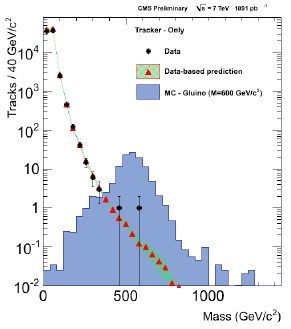 CMS Preliminary √s = 7 TeV 1091 pb⁻¹
Tracker - Only
Data
Data-based prediction
MC - Gluino (M=600 GeV/c²)
Tracks / 40 GeV/c²
10⁴
10³
10²
10
1
10⁻¹
10⁻²
0 500 1000
Mass (GeV/c²)